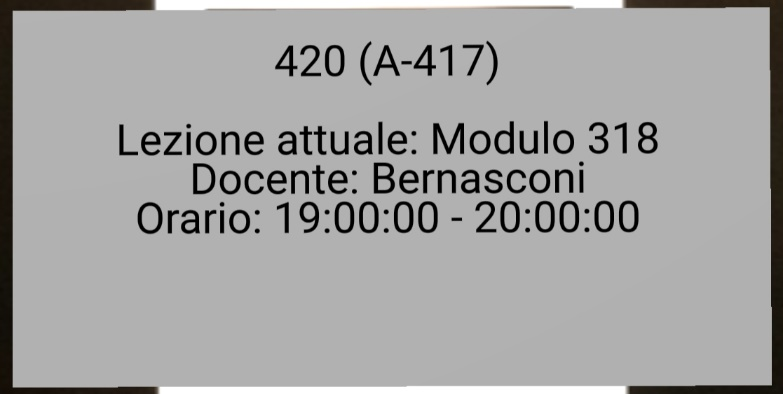 420 (A-417)
Lezione attuale: Modulo 318
Docente: Bernasconi
Orario: 19:00:00 - 20:00:00